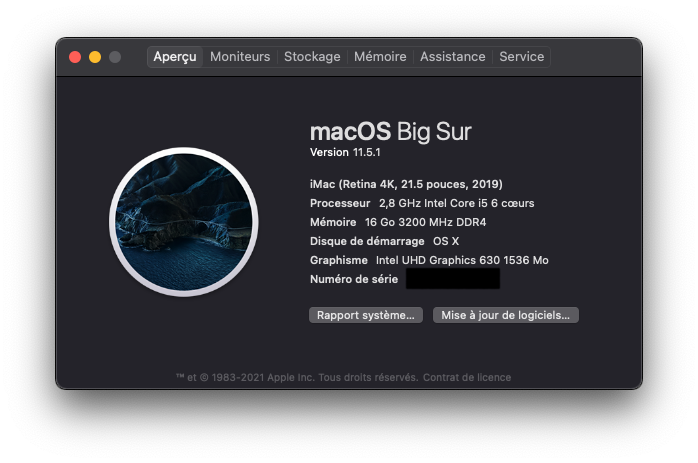 Aperçu Moniteurs Stockage Mémoire Assistance Service
macOS Big Sur
Version 11.5.1
iMac (Retina 4K, 21.5 pouces, 2019)
Processeur 2,8 GHz Intel Core i5 6 cœurs
Mémoire 16 Go 3200 MHz DDR4
Disque de démarrage OS X
Graphisme Intel UHD Graphics 630 1536 Mo
Numéro de série
Rapport système... Mise à jour de logiciels...
™ et © 1983-2021 Apple Inc. Tous droits réservés. Contrat de licence